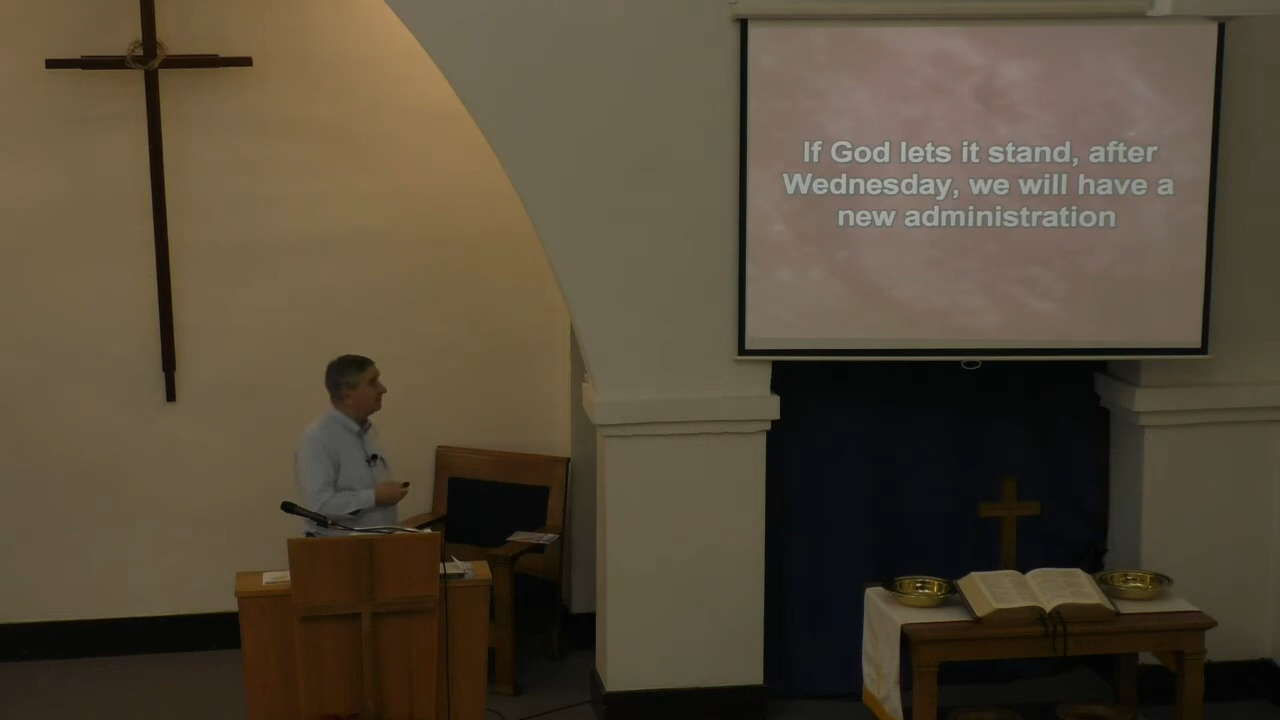 If God lets it stand, after
Wednesday, we will have a
new administration